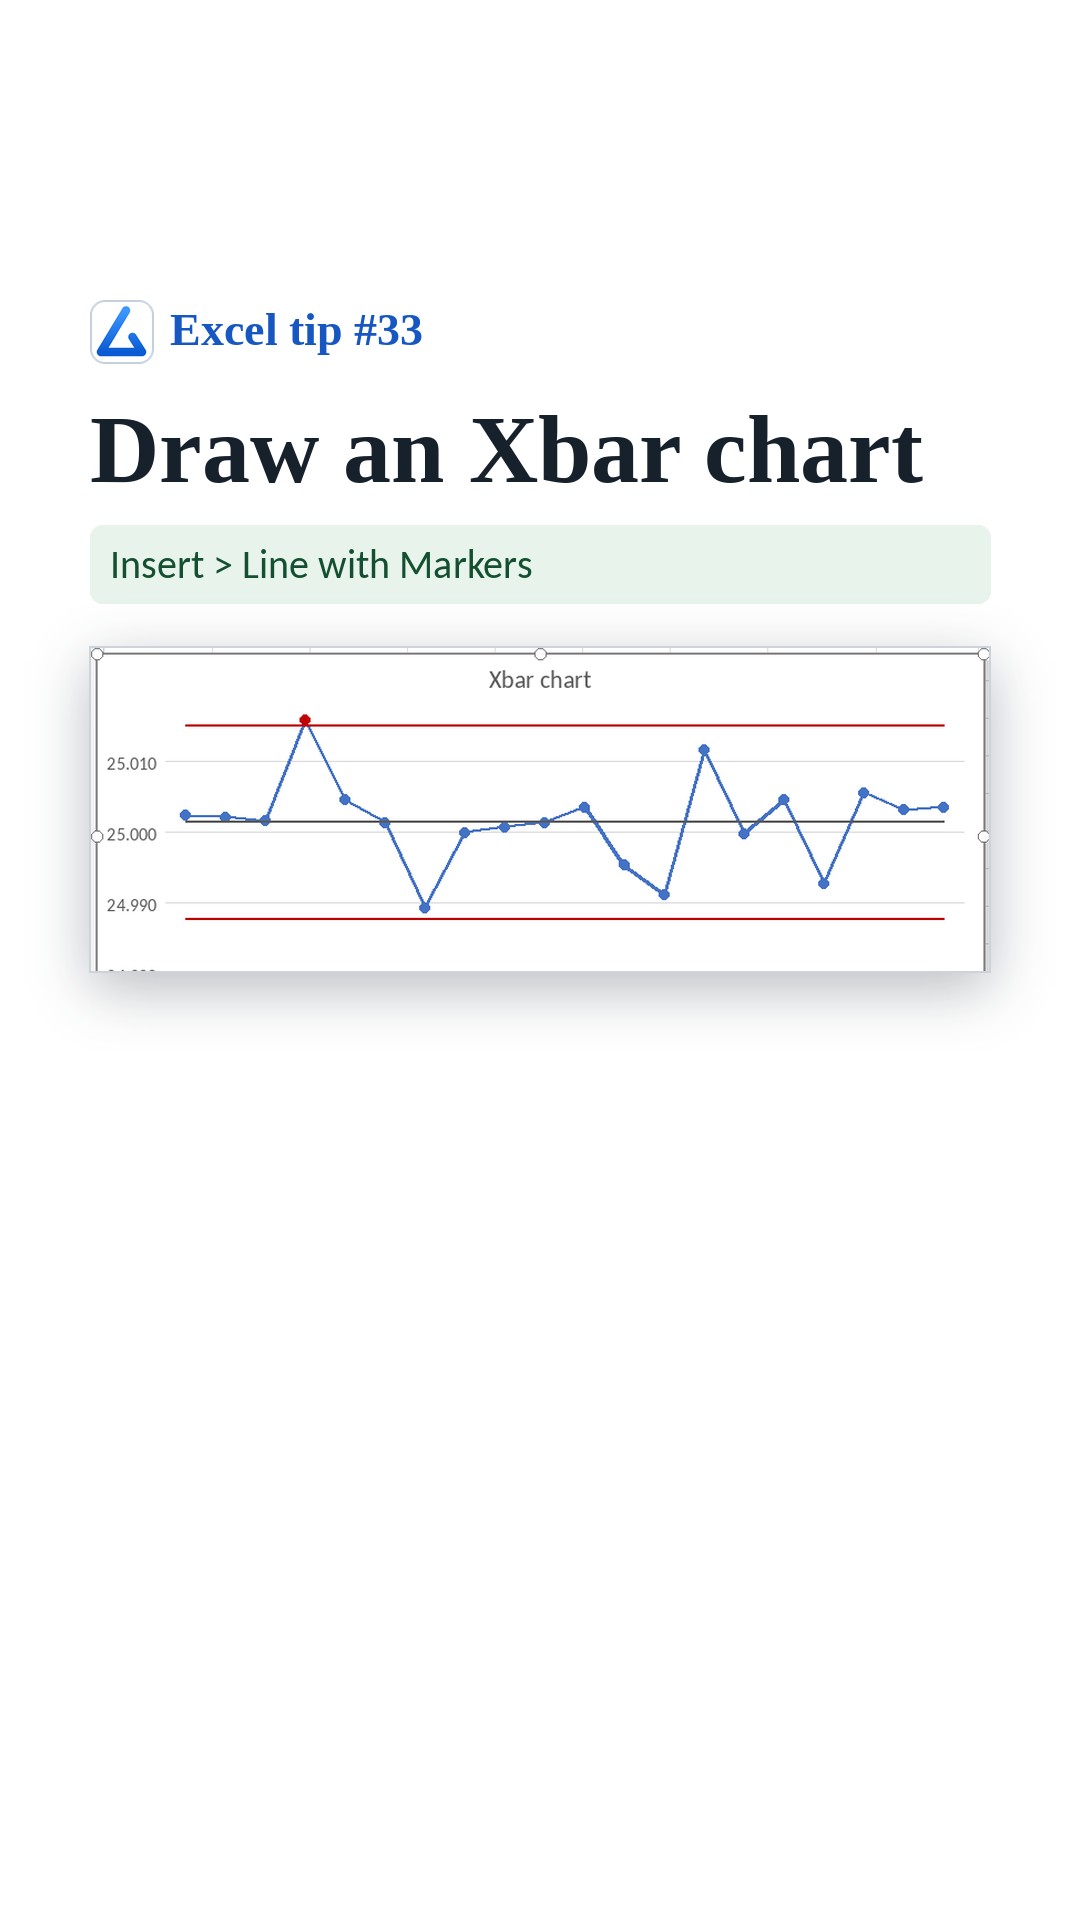 Excel tip #33
Draw an Xbar chart
Insert > Line with Markers
Xbar chart
25.010
25.000
24.990